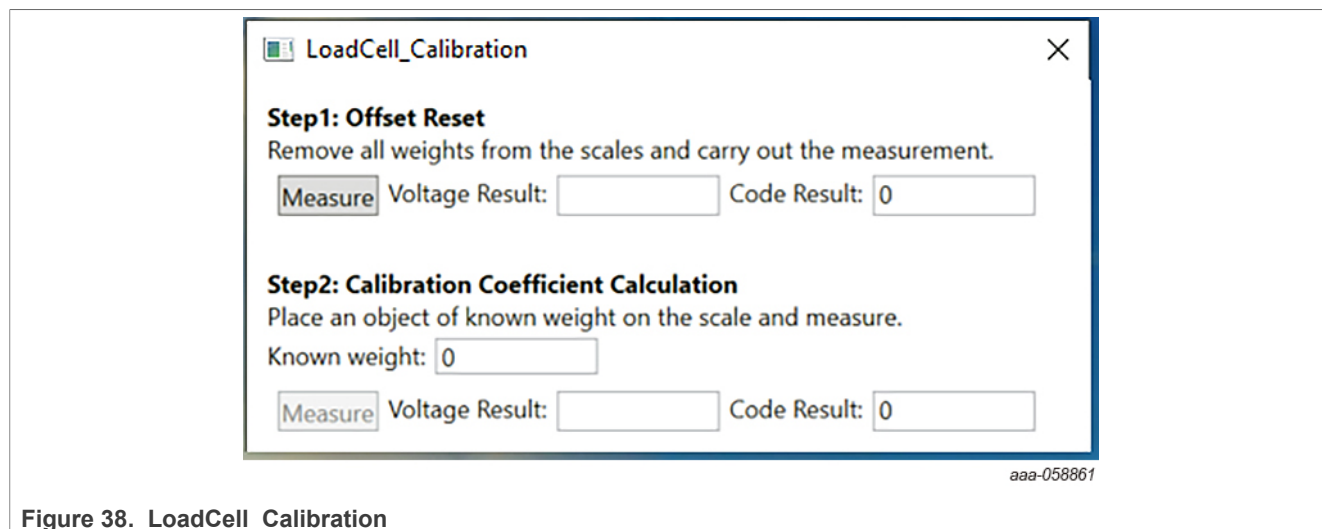 LoadCell_Calibration
Step1: Offset Reset
Remove all weights from the scales and carry out the measurement.
Measure Voltage Result: Code Result: 0
Step2: Calibration Coefficient Calculation
Place an object of known weight on the scale and measure.
Known weight: 0
Measure Voltage Result: Code Result: 0
aaa-058861
Figure 38. LoadCell_Calibration